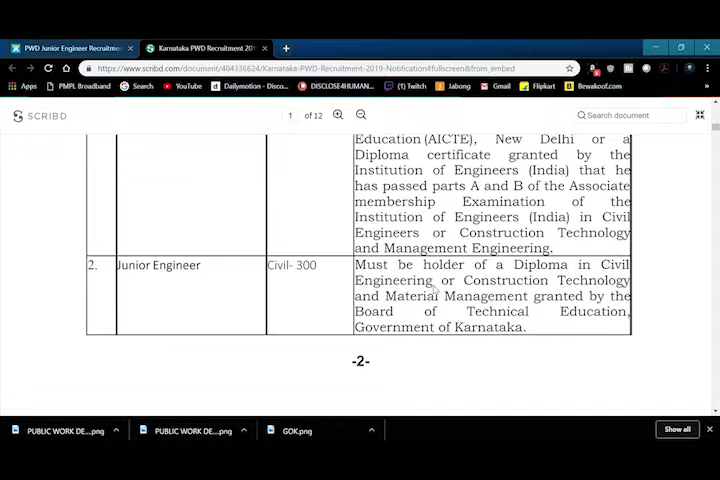 PWD Junior Engineer Recruitmen
Karnataka PWD Recruitment 201
https://www.scribd.com/document/404336624/Karnataka-PWD-Recruitment-2019-Notification#fullscreen&from_embed
Apps PMPL Broadband Search YouTube Dailymotion - Disco... DISCLOSE4HUMAN... (1) Twitch Jabong Gmail Flipkart Bewakoof.com
SCRIBD 1 of 12 Search document
Education (AICTE), New Delhi or a
Diploma certificate granted by the
Institution of Engineers (India) that he
has passed parts A and B of the Associate
membership Examination of the
Institution of Engineers (India) in Civil
Engineers or Construction Technology
and Management Engineering.
2. Junior Engineer Civil- 300 Must be holder of a Diploma in Civil
Engineering or Construction Technology
and Material Management granted by the
Board of Technical Education,
Government of Karnataka.
-2-
PUBLIC WORK DE....png PUBLIC WORK DE....png GOK.png Show all